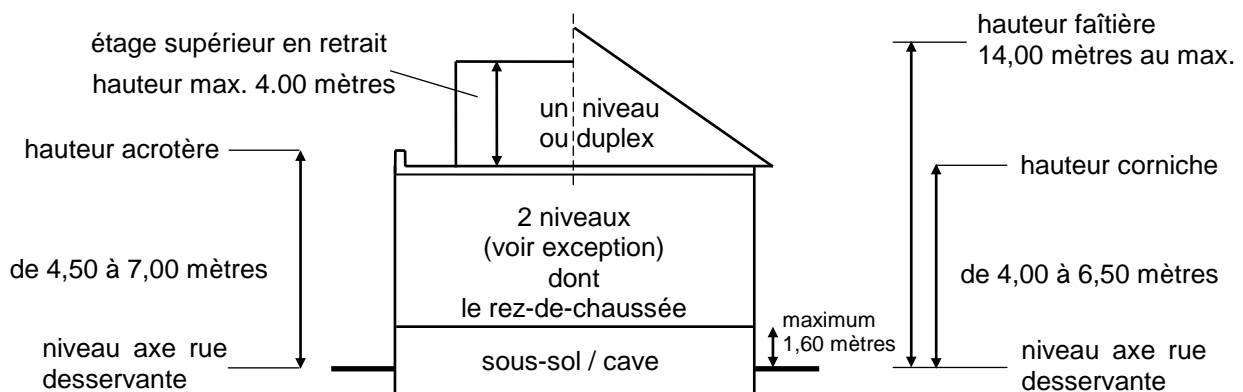 étage supérieur en retrait
hauteur max. 4.00 mètres
hauteur acrotère
de 4,50 à 7,00 mètres
niveau axe rue
desservante
un niveau
ou duplex
2 niveaux
(voir exception)
dont
le rez-de-chaussée
sous-sol / cave
maximum
1,60 mètres
hauteur faîtière
14,00 mètres au max.
hauteur corniche
de 4,00 à 6,50 mètres
niveau axe rue
desservante